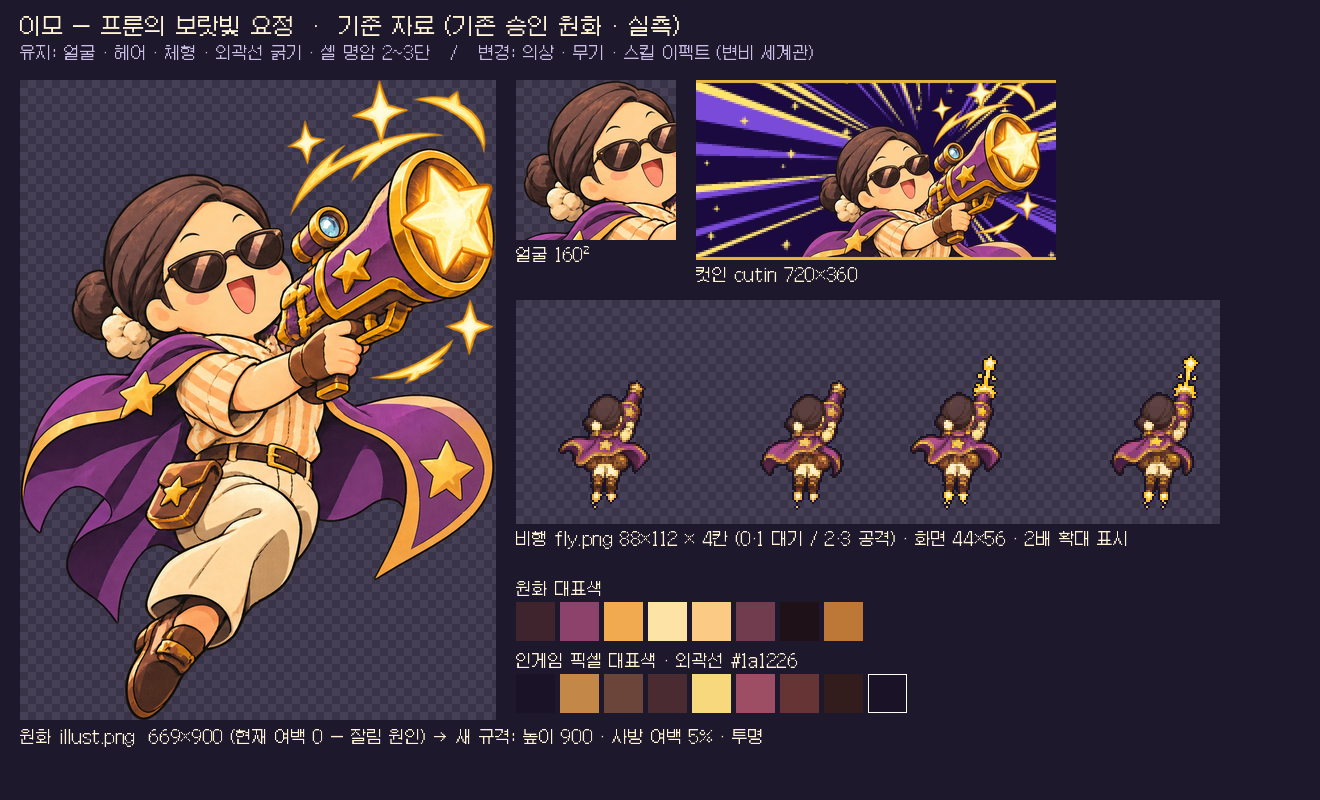 이모 — 프룬의 보랏빛 요정 · 기준 자료 (기존 승인 원화 · 실측)
유지: 얼굴 · 헤어 · 체형 · 외곽선 굵기 · 셀 명암 2~3단 / 변경: 의상 · 무기 · 스킬 이펙트 (변비 세계관)
얼굴 160²
컷인 cutin 720×360
비행 fly.png 88×112 × 4칸 (0·1 대기 / 2·3 공격) · 화면 44×56 · 2배 확대 표시
원화 대표색
인게임 픽셀 대표색 · 외곽선 #1a1226
원화 illust.png 669×900 (현재 여백 0 — 잘림 원인) → 새 규격: 높이 900 · 사방 여백 5% · 투명